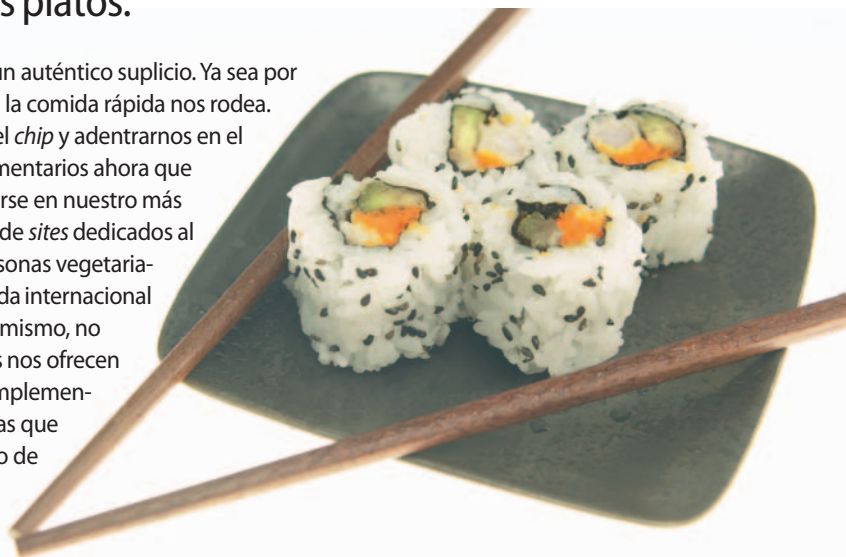 s platos.
un auténtico suplicio. Ya sea por
la comida rápida nos rodea.
el chip y adentrarnos en el
mentarios ahora que
rse en nuestro más
de sites dedicados al
sonas vegetaria-
da internacional
mismo, no
s nos ofrecen
mplemen-
as que
o de